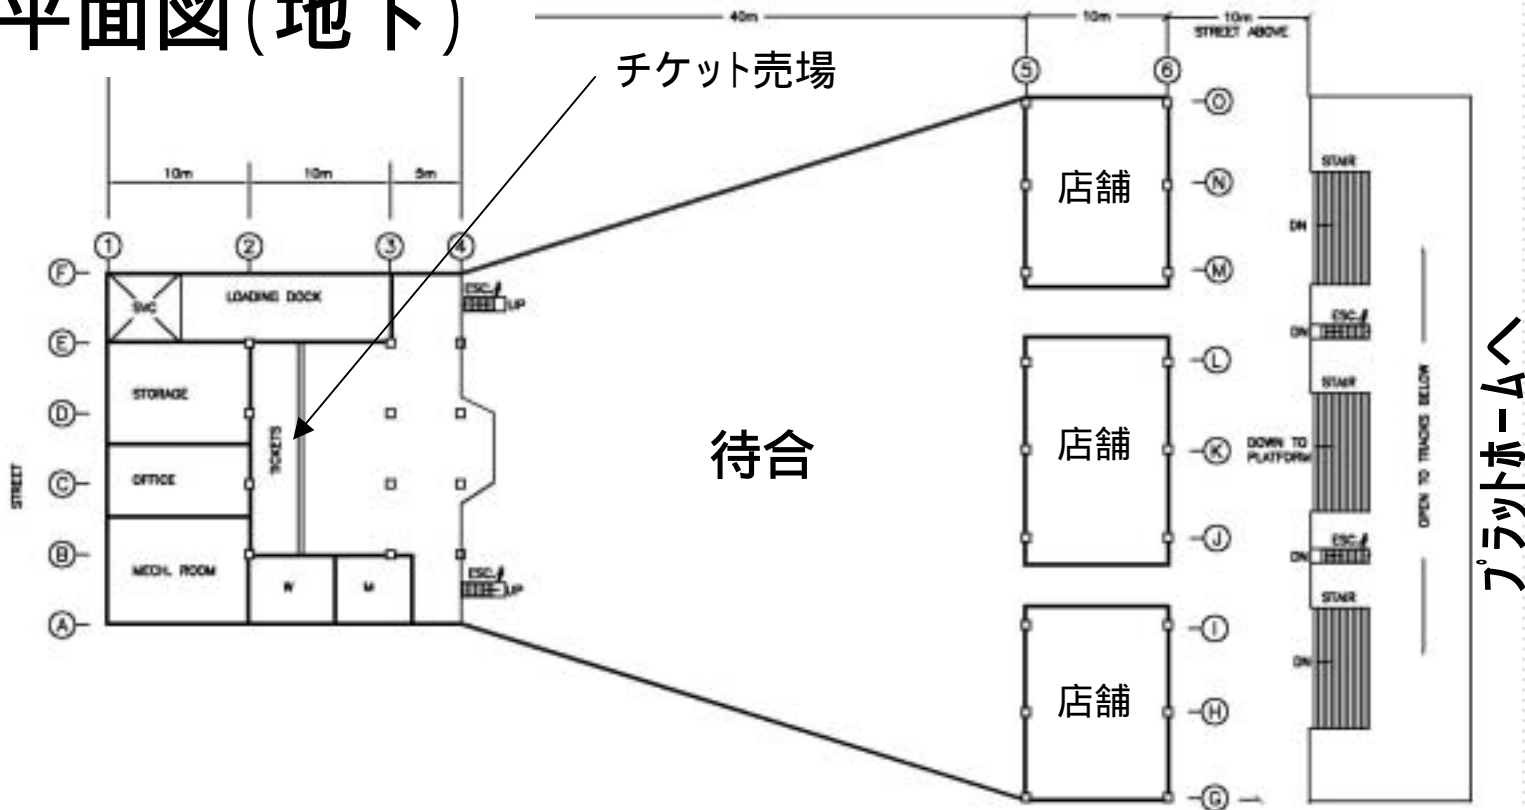 平面図(地下)
40m
10m
10m
STREET ABOVE
チケット売場
5
6
10m
10m
5m
1
2
3
4
F
E
D
C
B
A
STREET
SVC
LOADING DOCK
STORAGE
OFFICE
MECH. ROOM
TICKETS
W
M
ESC.
UP
ESC.
UP
待合
店舗
店舗
店舗
O
N
M
L
K
J
I
H
G
STAIR
DN
ESC.
DN
STAIR
DOWN TO
PLATFORM
ESC.
DN
STAIR
DN
OPEN TO TRACKS BELOW
プラットホームへ